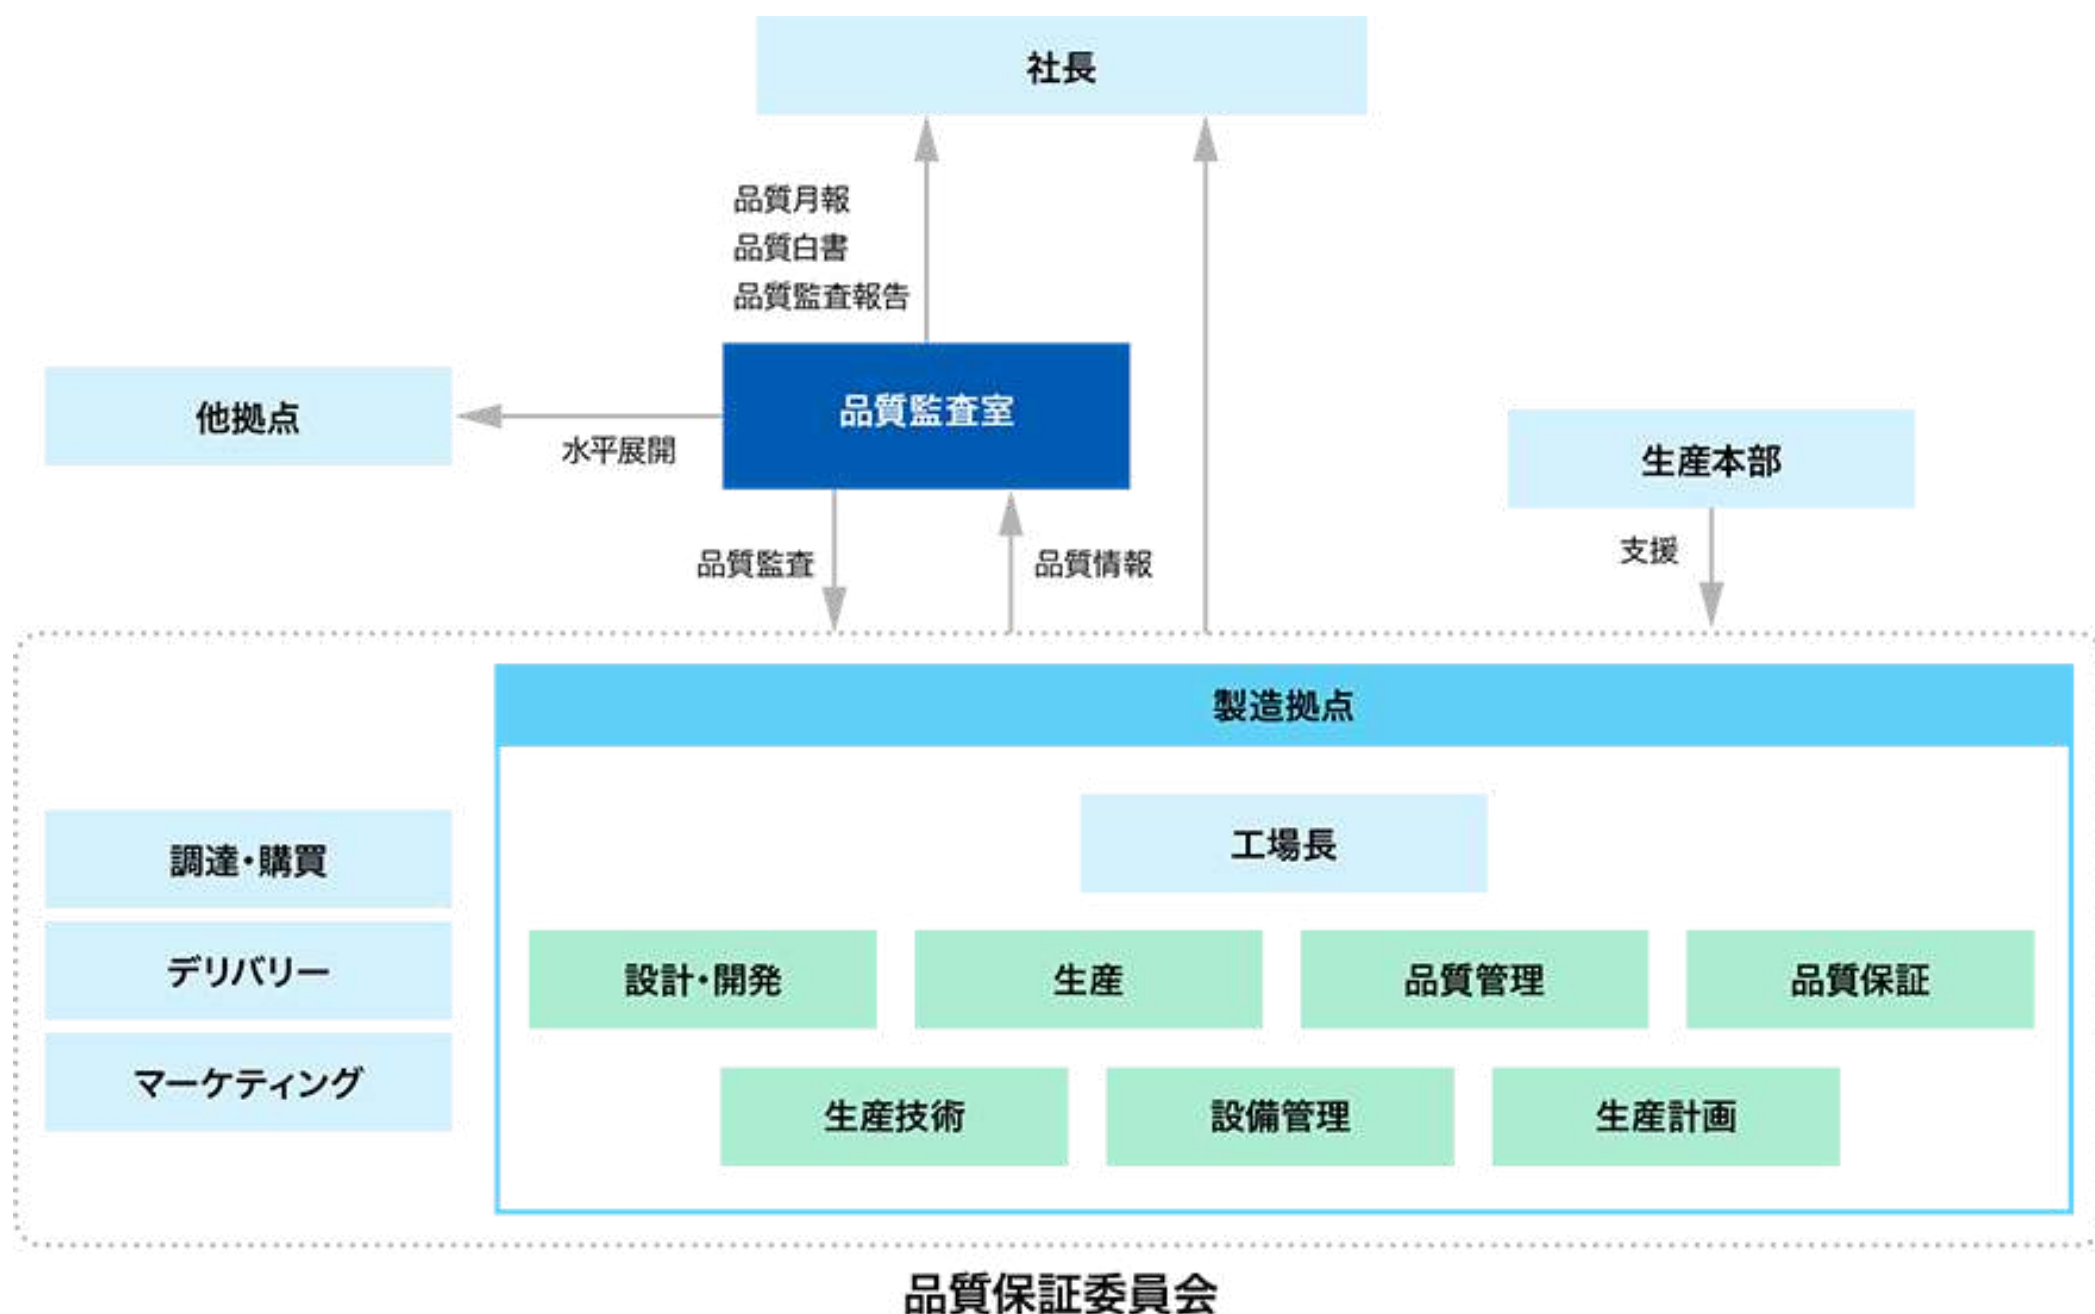 社長
品質月報
品質白書
品質監査報告
他拠点
水平展開
品質監査室
生産本部
品質監査
品質情報
支援
製造拠点
工場長
調達・購買
デリバリー
マーケティング
設計・開発
生産
品質管理
品質保証
生産技術
設備管理
生産計画
品質保証委員会